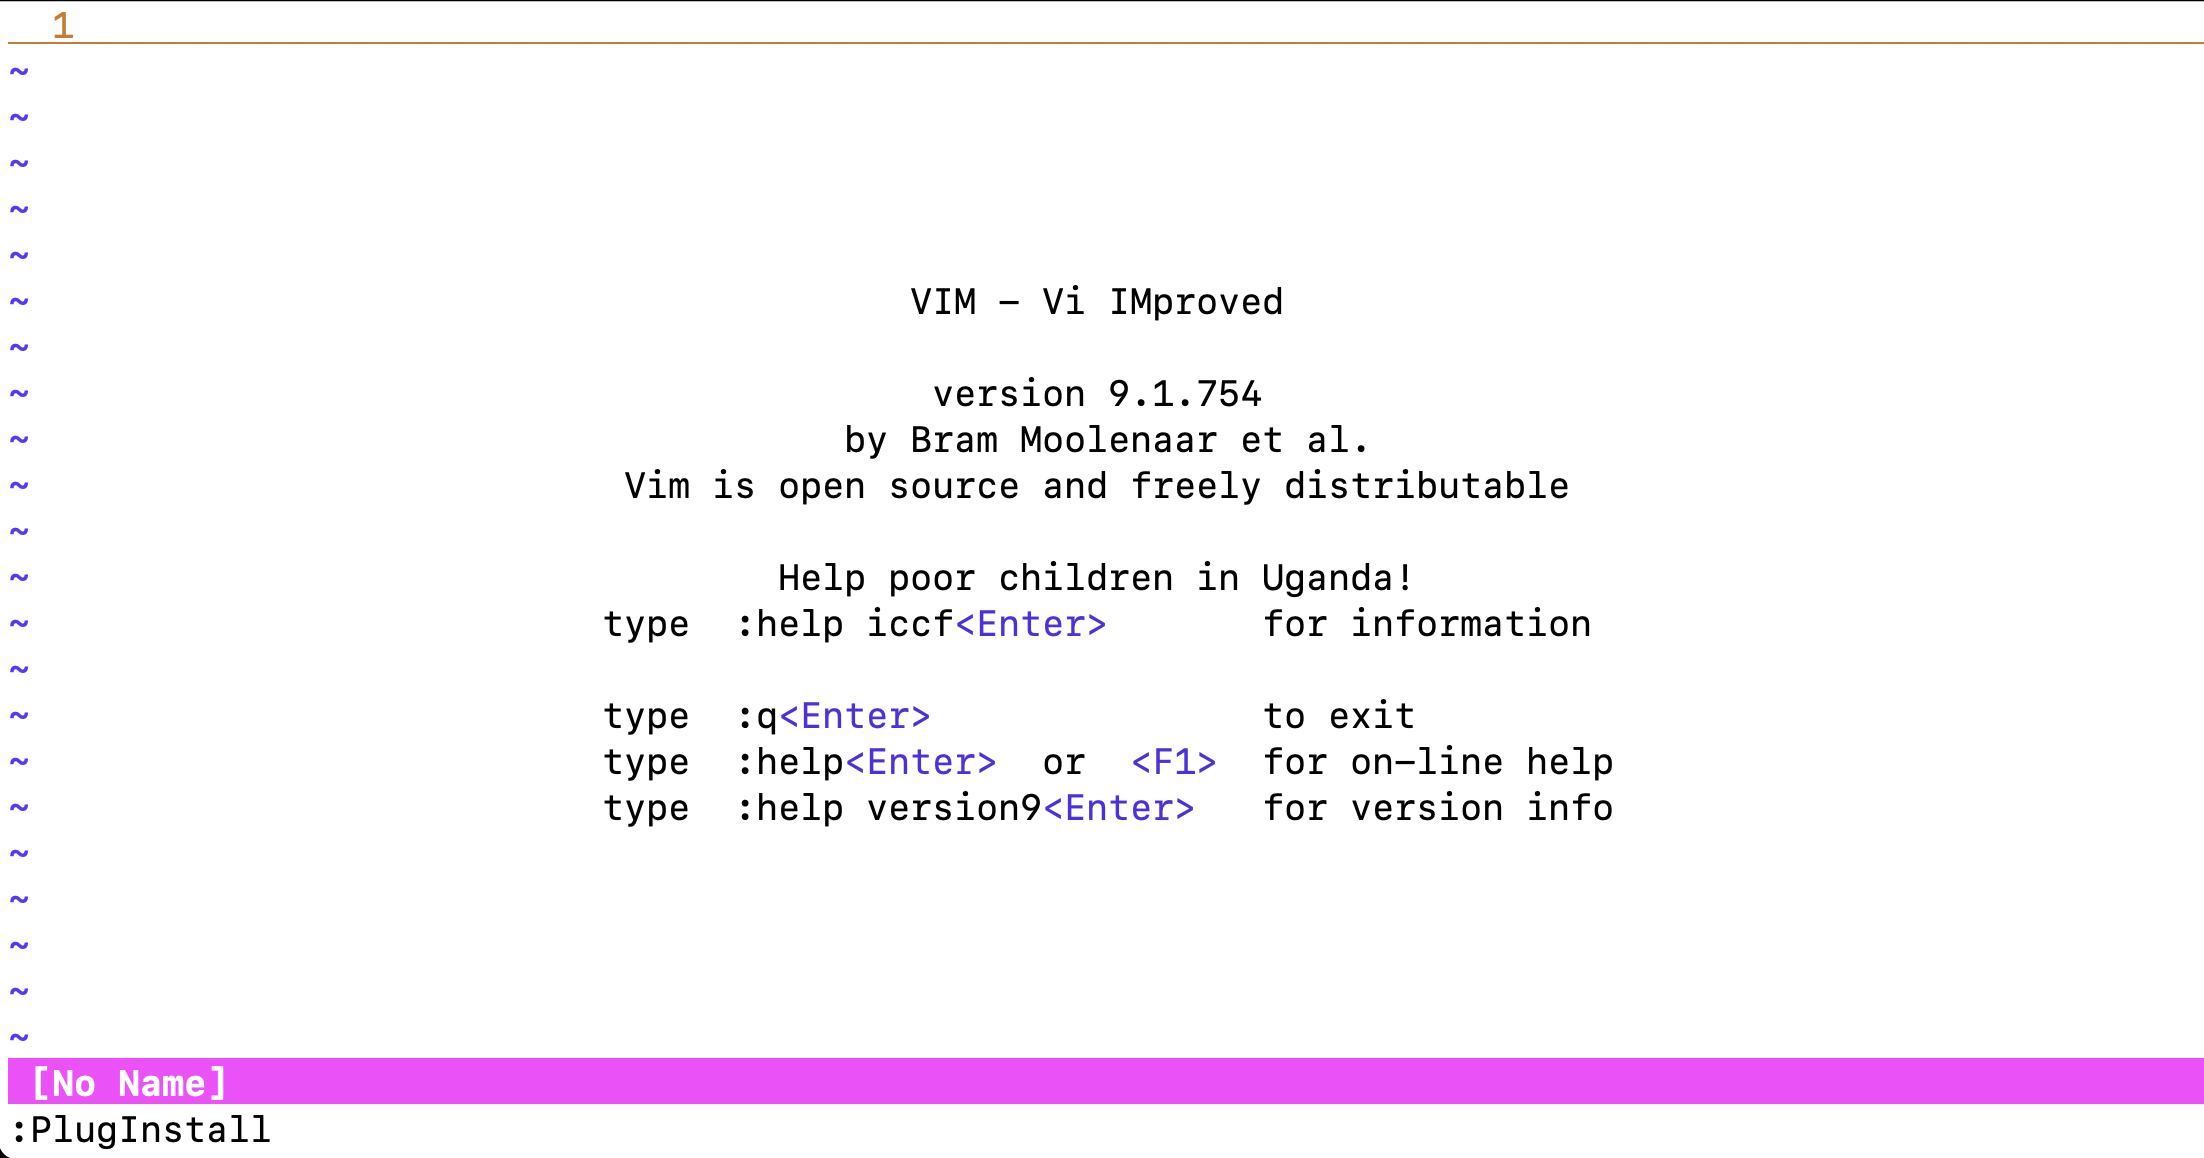 1
~
~
~
~
~
~ VIM - Vi IMproved
~
~ version 9.1.754
~ by Bram Moolenaar et al.
~ Vim is open source and freely distributable
~
~ Help poor children in Uganda!
~ type :help iccf<Enter> for information
~
~ type :q<Enter> to exit
~ type :help<Enter> or <F1> for on-line help
~ type :help version9<Enter> for version info
~
~
~
~
~
[No Name]
:PlugInstall